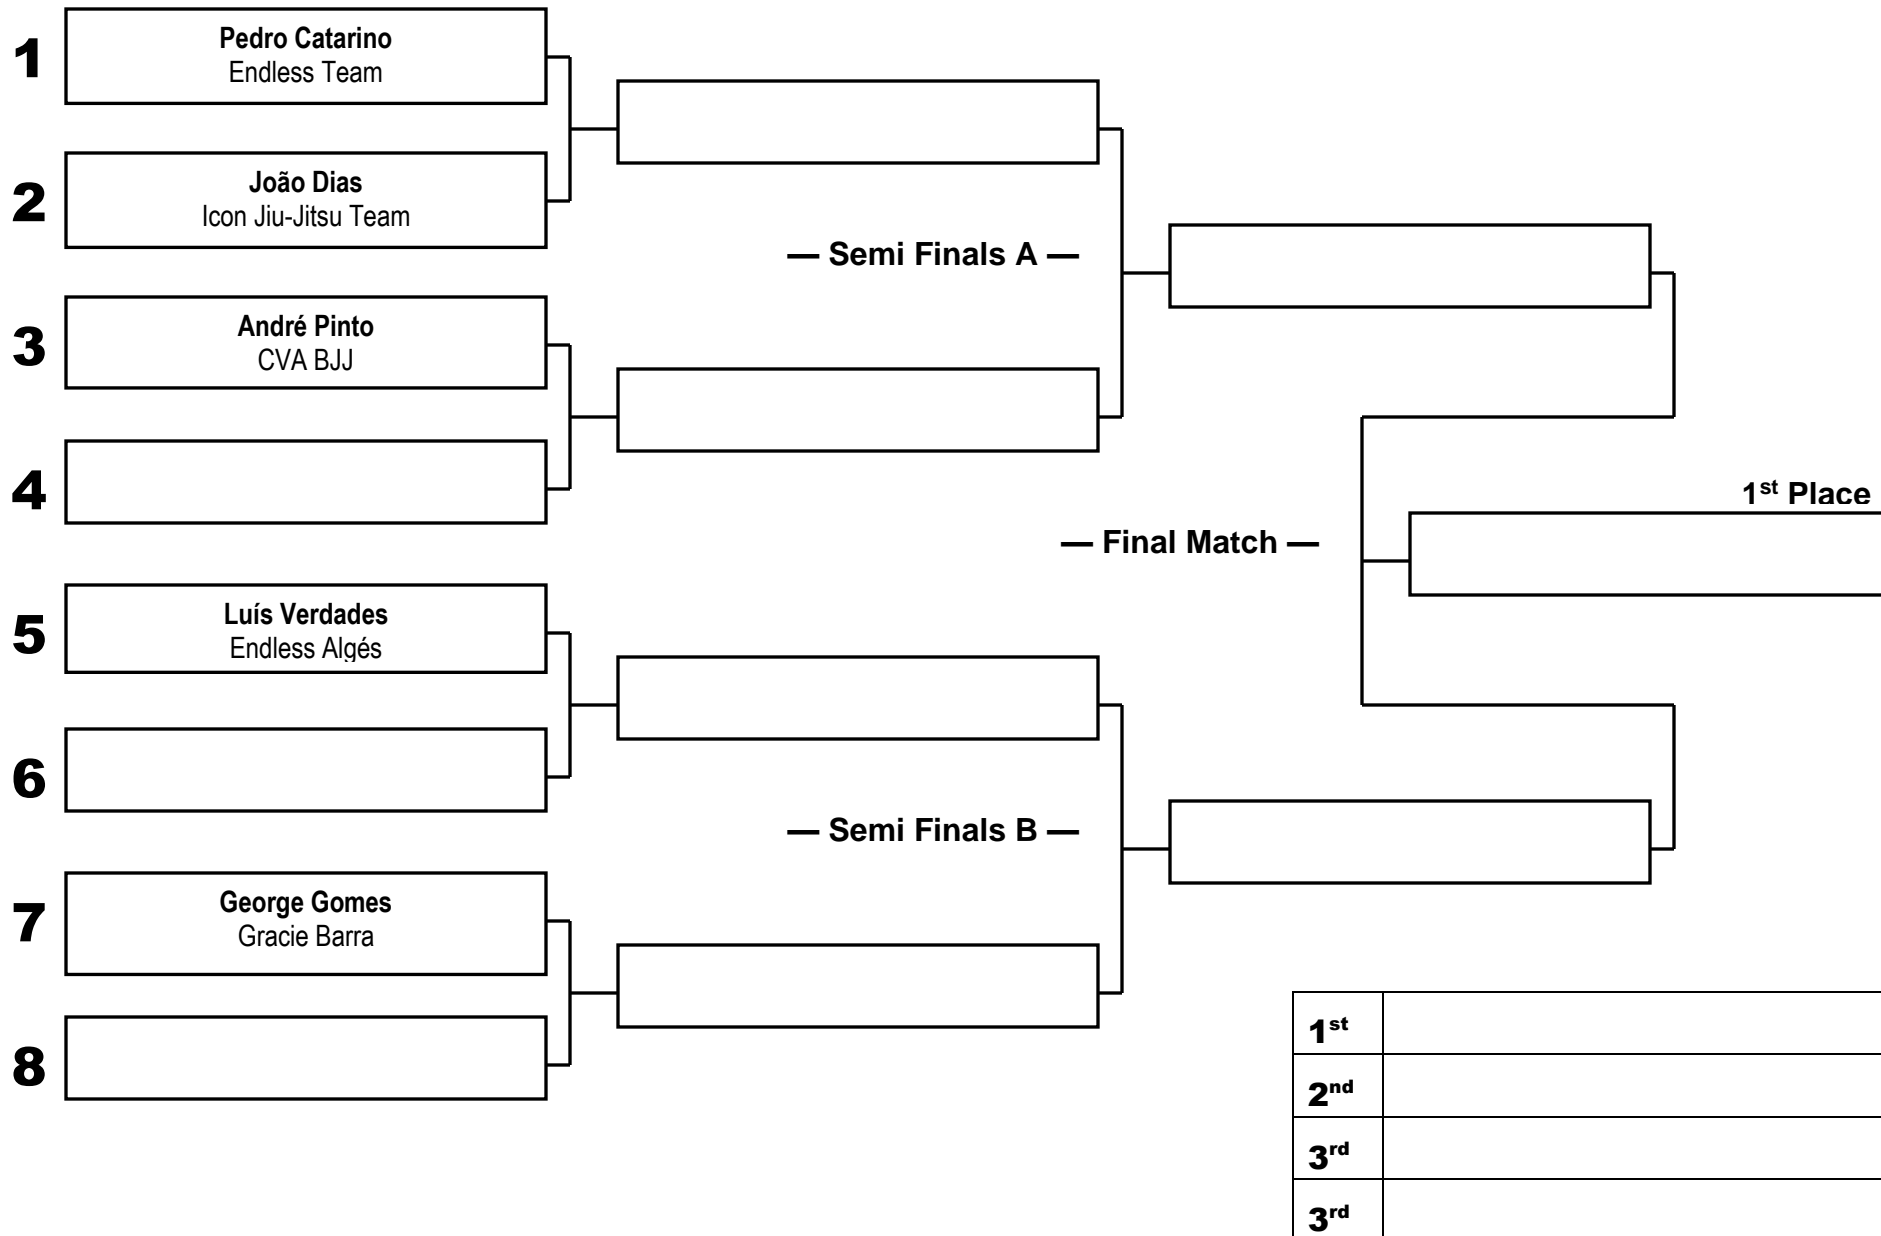 1
Pedro Catarino
Endless Team
2
João Dias
Icon Jiu-Jitsu Team
— Semi Finals A —
3
André Pinto
CVA BJJ
4
1st Place
— Final Match —
5
Luís Verdades
Endless Algés
6
— Semi Finals B —
7
George Gomes
Gracie Barra
8
1st
2nd
3rd
3rd